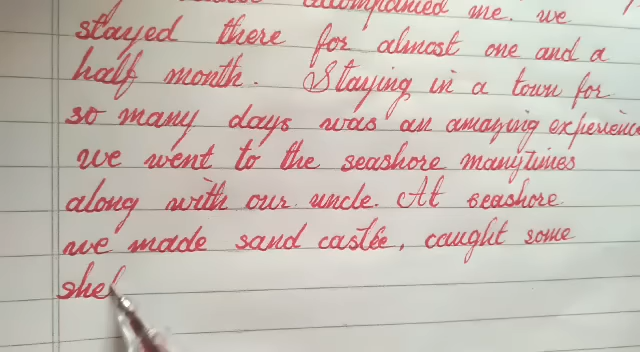 accompanied me. we
stayed there for almost one and a
half month. Staying in a town for
so many days was an amazing experience
we went to the seashore manytimes
along with our uncle. At seashore
we made sand castle, caught some
shel